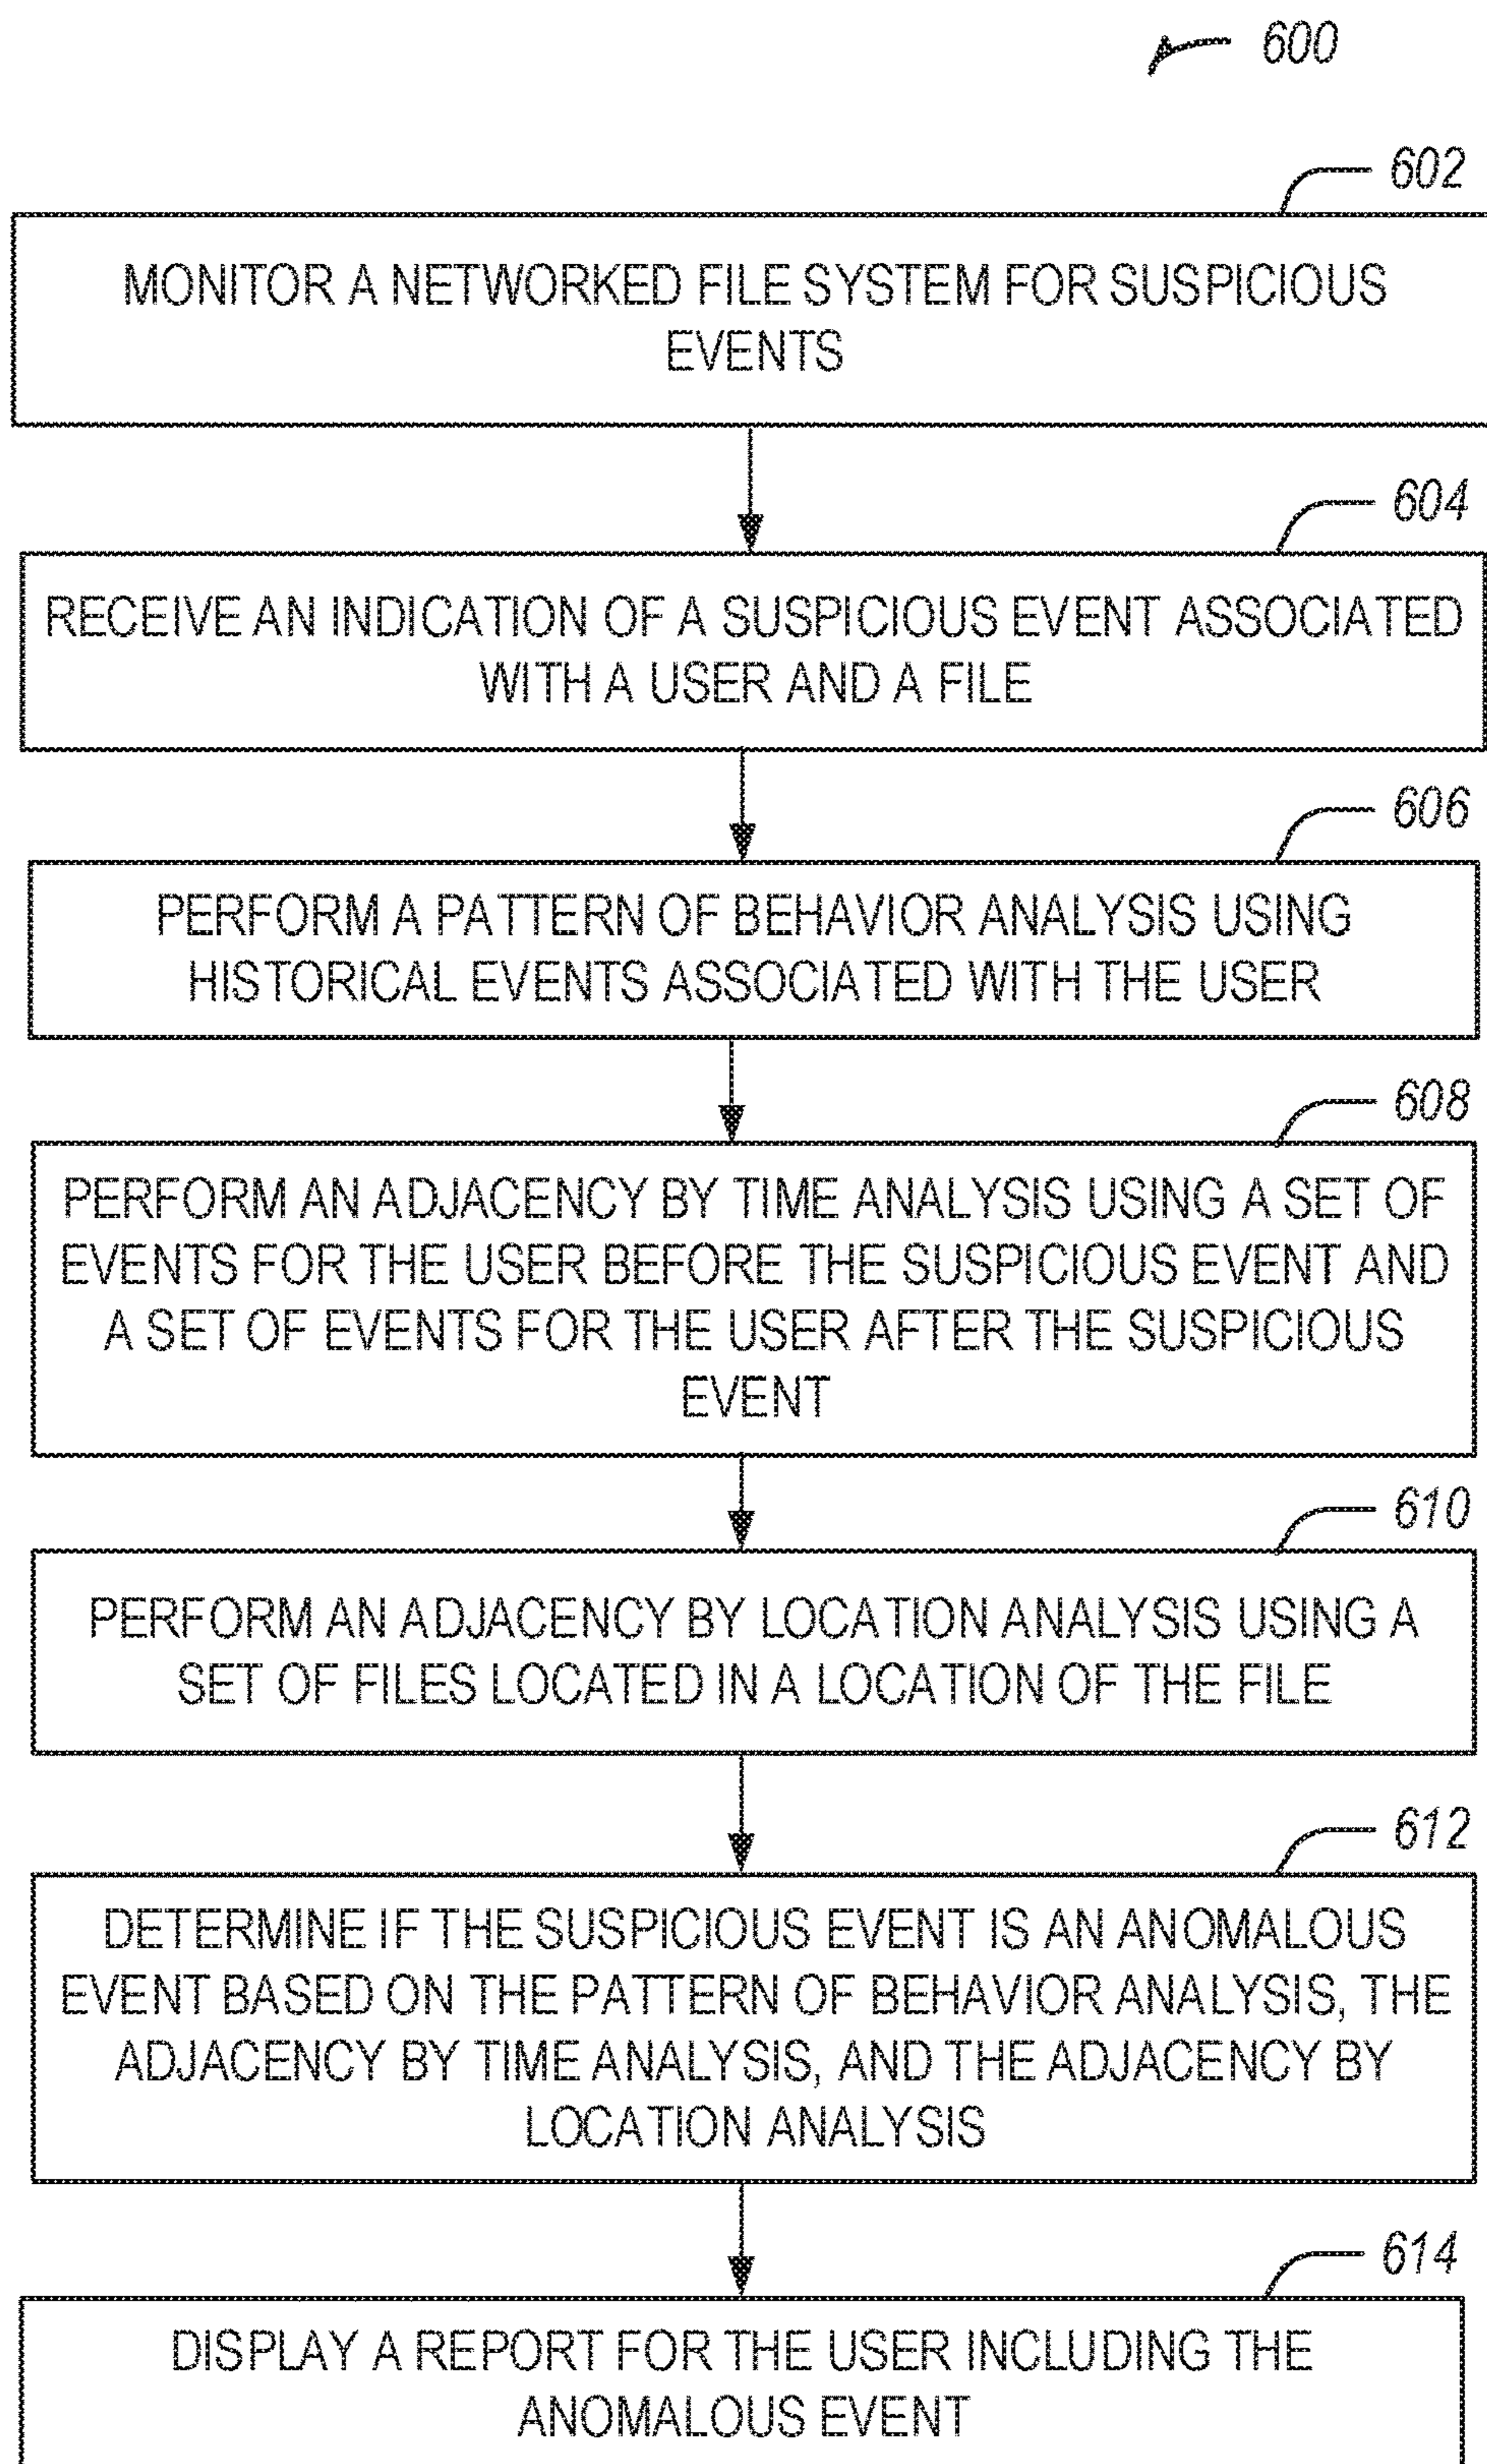 600
602
MONITOR A NETWORKED FILE SYSTEM FOR SUSPICIOUS
EVENTS
604
RECEIVE AN INDICATION OF A SUSPICIOUS EVENT ASSOCIATED
WITH A USER AND A FILE
606
PERFORM A PATTERN OF BEHAVIOR ANALYSIS USING
HISTORICAL EVENTS ASSOCIATED WITH THE USER
608
PERFORM AN ADJACENCY BY TIME ANALYSIS USING A SET OF
EVENTS FOR THE USER BEFORE THE SUSPICIOUS EVENT AND
A SET OF EVENTS FOR THE USER AFTER THE SUSPICIOUS
EVENT
610
PERFORM AN ADJACENCY BY LOCATION ANALYSIS USING A
SET OF FILES LOCATED IN A LOCATION OF THE FILE
612
DETERMINE IF THE SUSPICIOUS EVENT IS AN ANOMALOUS
EVENT BASED ON THE PATTERN OF BEHAVIOR ANALYSIS, THE
ADJACENCY BY TIME ANALYSIS, AND THE ADJACENCY BY
LOCATION ANALYSIS
614
DISPLAY A REPORT FOR THE USER INCLUDING THE
ANOMALOUS EVENT